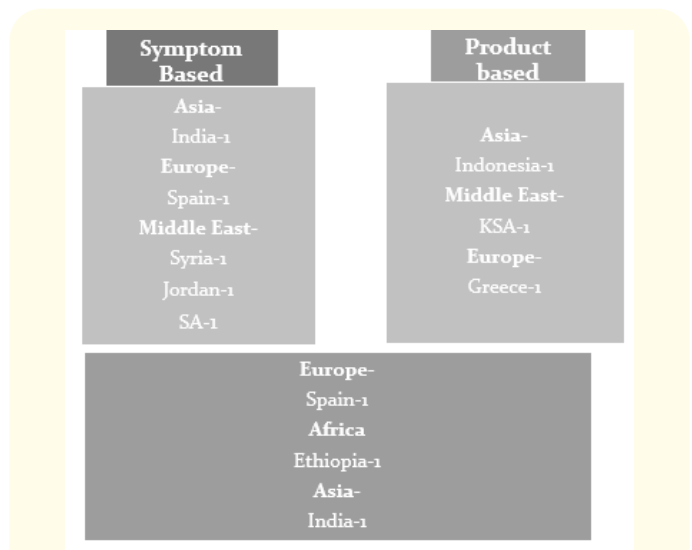 Symptom
Based
Asia-
India-1
Europe-
Spain-1
Middle East-
Syria-1
Jordan-1
SA-1
Product
based
Asia-
Indonesia-1
Middle East-
KSA-1
Europe-
Greece-1
Europe-
Spain-1
Africa
Ethiopia-1
Asia-
India-1